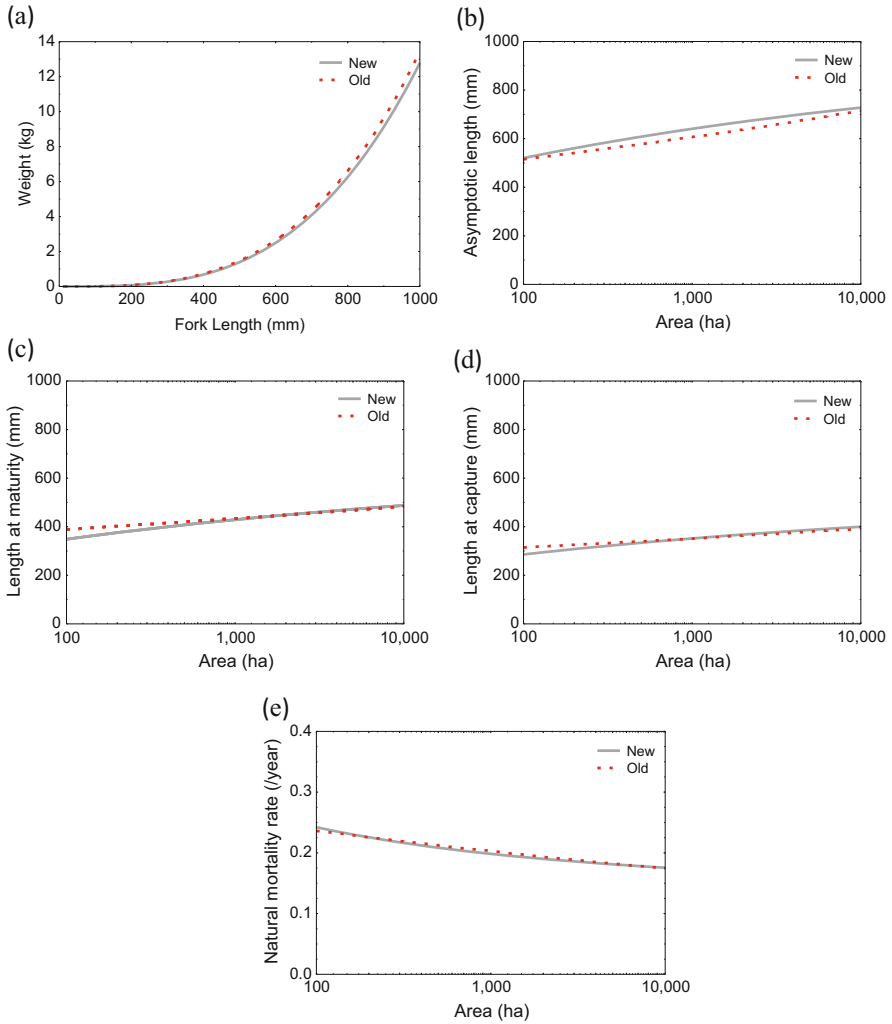 (a)
14
12
10
8
6
4
2
0
Weight (kg)
New
Old
0 200 400 600 800 1000
Fork Length (mm)
(b)
1000
800
600
400
200
0
Asymptotic length (mm)
New
Old
100 1,000 10,000
Area (ha)
(c)
1000
800
600
400
200
0
Length at maturity (mm)
New
Old
100 1,000 10,000
Area (ha)
(d)
1000
800
600
400
200
0
Length at capture (mm)
New
Old
100 1,000 10,000
Area (ha)
(e)
0.4
0.3
0.2
0.1
0.0
Natural mortality rate (/year)
New
Old
100 1,000 10,000
Area (ha)